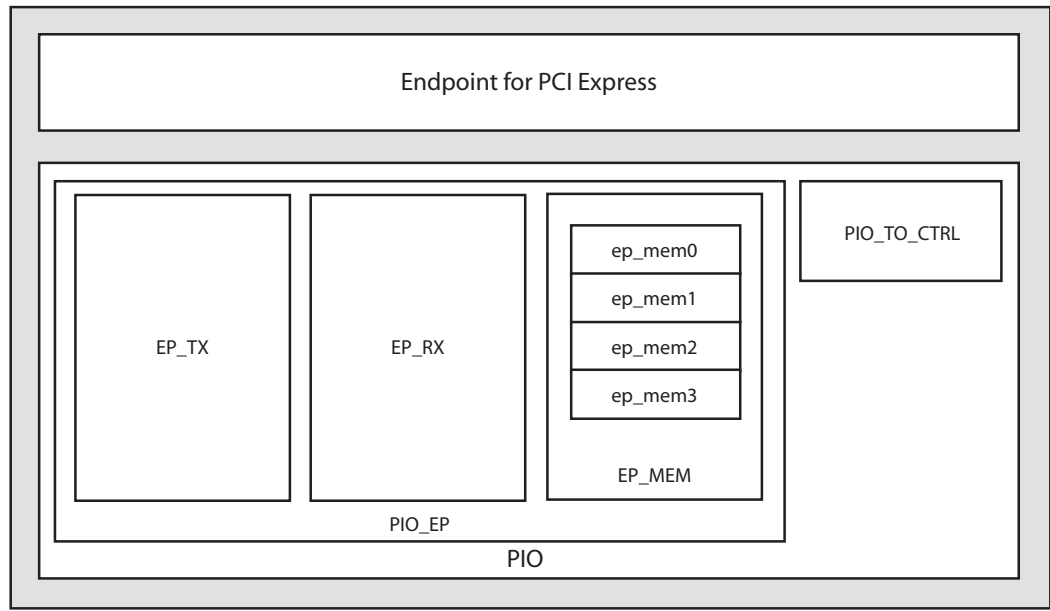 Endpoint for PCI Express
PIO_TO_CTRL
ep_mem0
ep_mem1
EP_TX
EP_RX
ep_mem2
ep_mem3
EP_MEM
PIO_EP
PIO